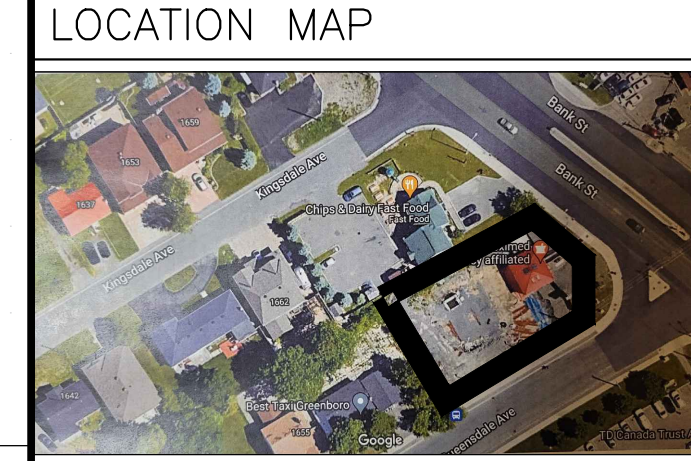 LOCATION MAP
1659
Bank St
1653
Kingsdale Ave
Bank St
1637
Chips & Dairy Fast Food
Fast Food
Kingsdale Ave
affiliated
1662
1642
Best Taxi Greenboro
1655
Google
TD Canada Trust